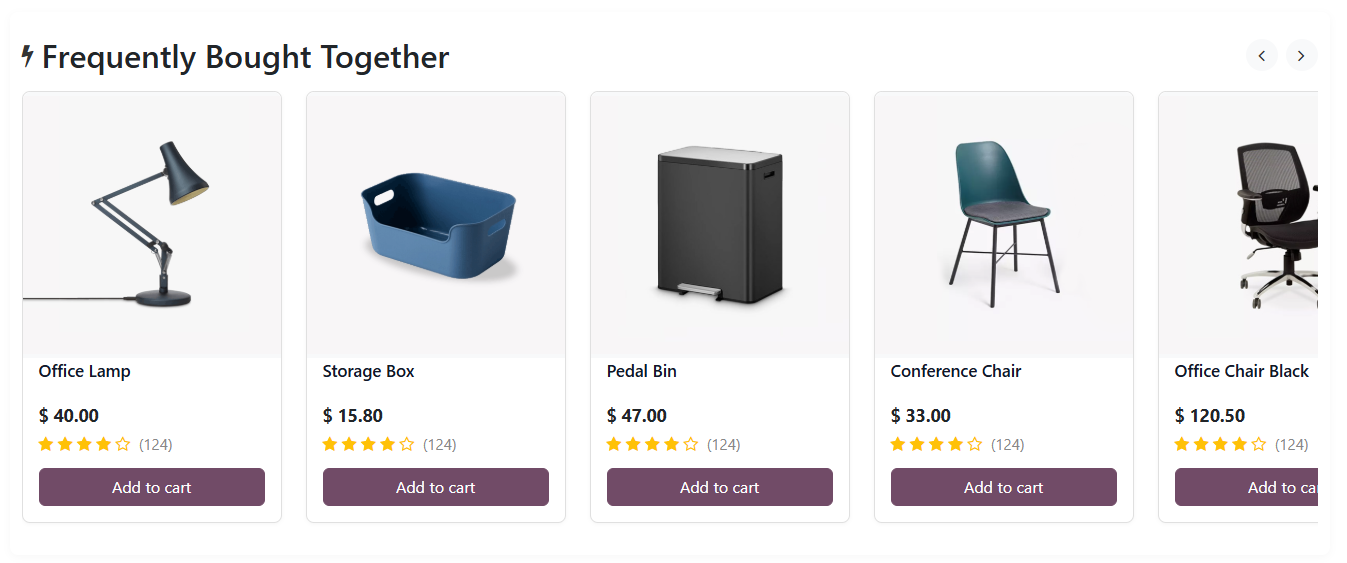 Frequently Bought Together
Office Lamp
$ 40.00
(124)
Add to cart
Storage Box
$ 15.80
(124)
Add to cart
Pedal Bin
$ 47.00
(124)
Add to cart
Conference Chair
$ 33.00
(124)
Add to cart
Office Chair Black
$ 120.50
(124)
Add to ca